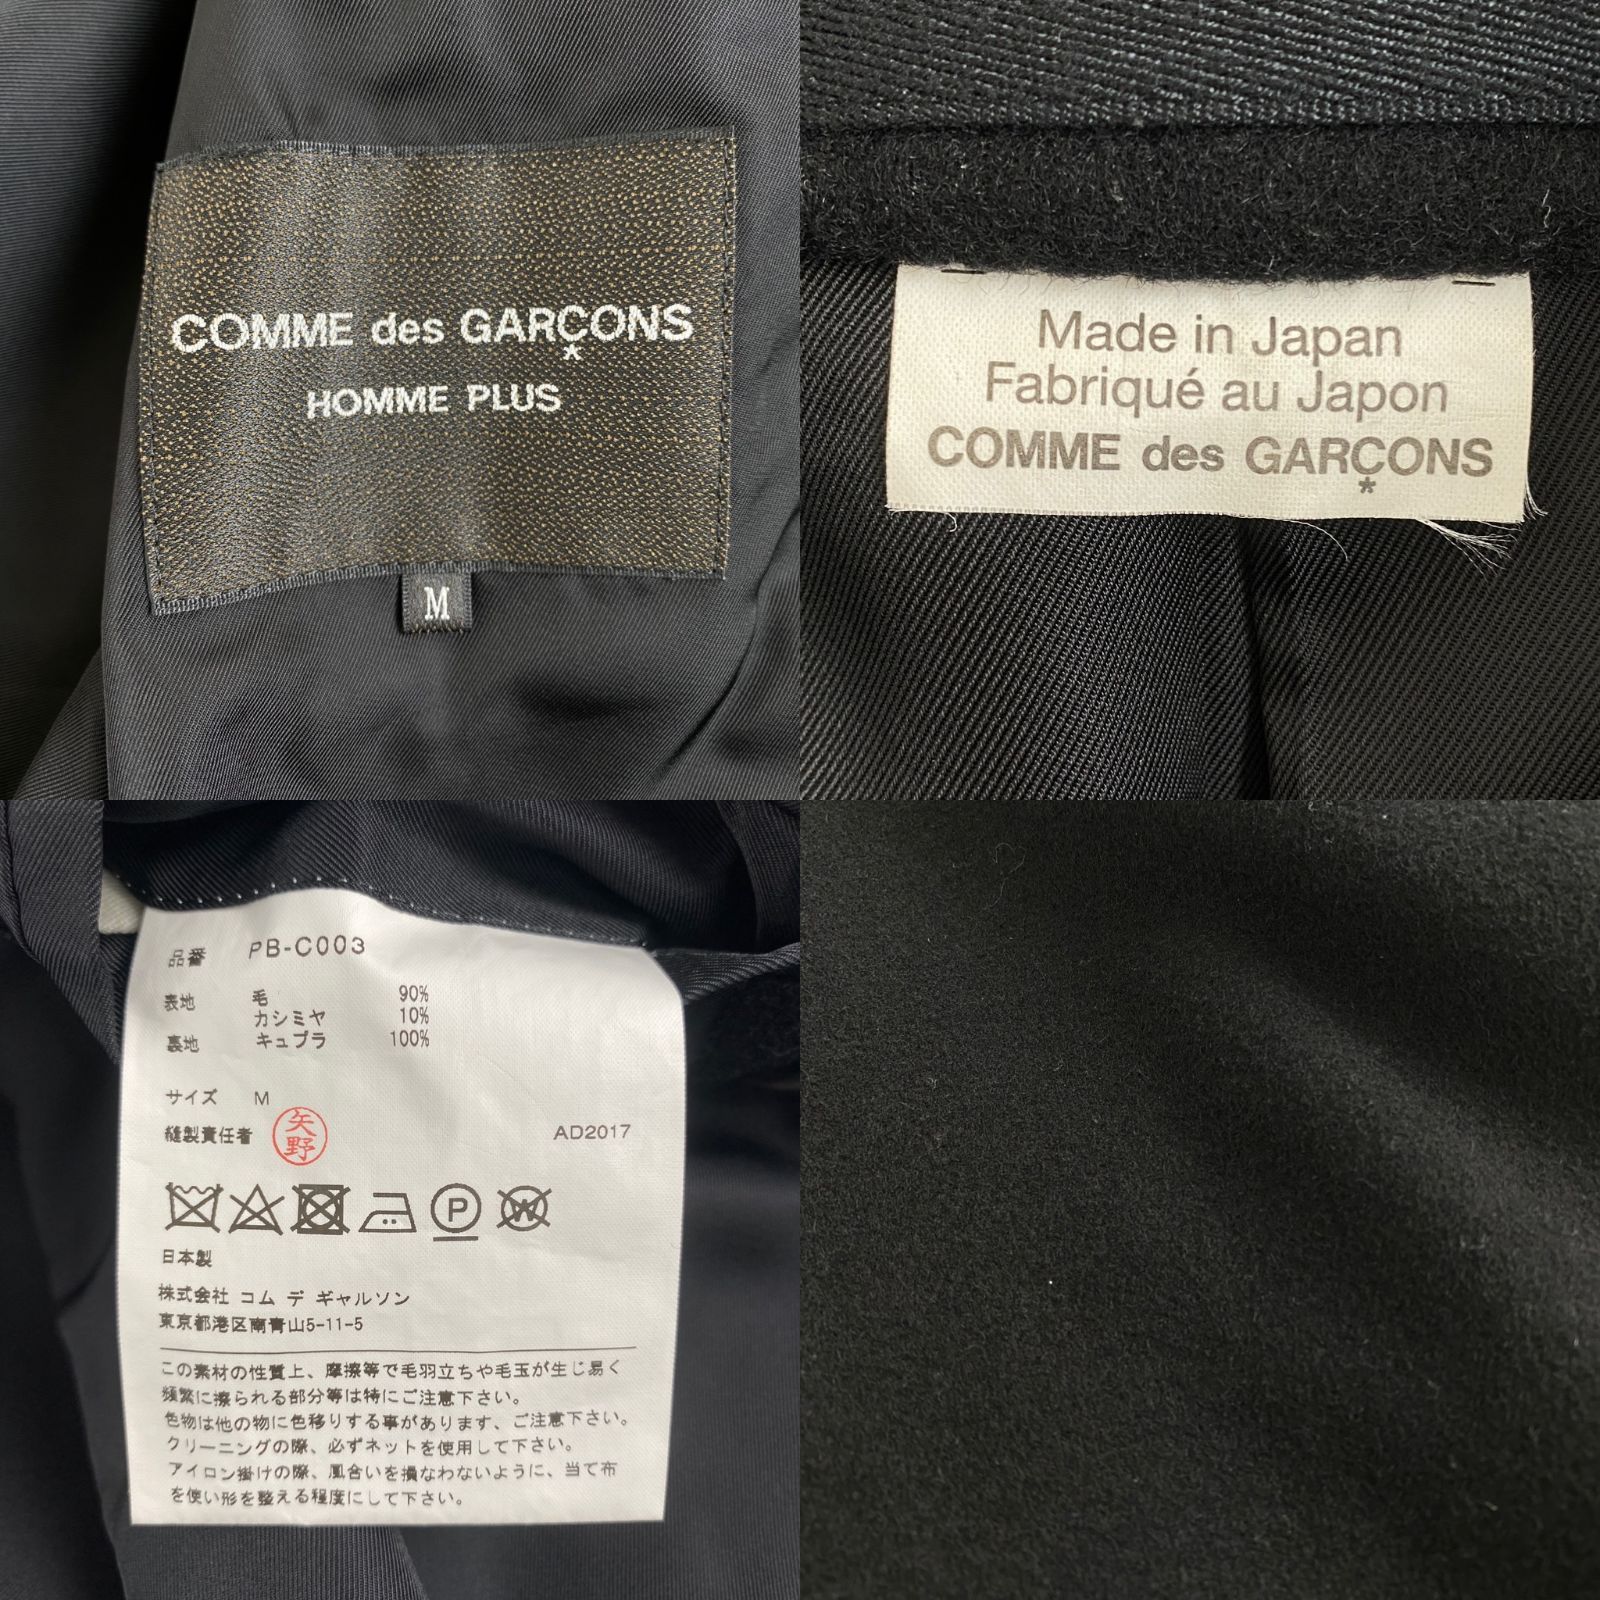 COMME des GARÇONS
*
HOMME PLUS
M
Made in Japan
Fabriqué au Japon
COMME des GARÇONS
*
品番 PB-C003
表地 毛 90%
カシミヤ 10%
裏地 キュプラ 100%
サイズ M
縫製責任者 矢野 AD2017
P W
日本製
株式会社 コム デ ギャルソン
東京都港区南青山5-11-5
この素材の性質上、摩擦等で毛羽立ちや毛玉が生じ易く
頻繁に擦られる部分等は特にご注意下さい。
色物は他の物に色移りする事があります、ご注意下さい。
クリーニングの際、必ずネットを使用して下さい。
アイロン掛けの際、風合いを損なわないように、当て布
を使い形を整える程度にして下さい。